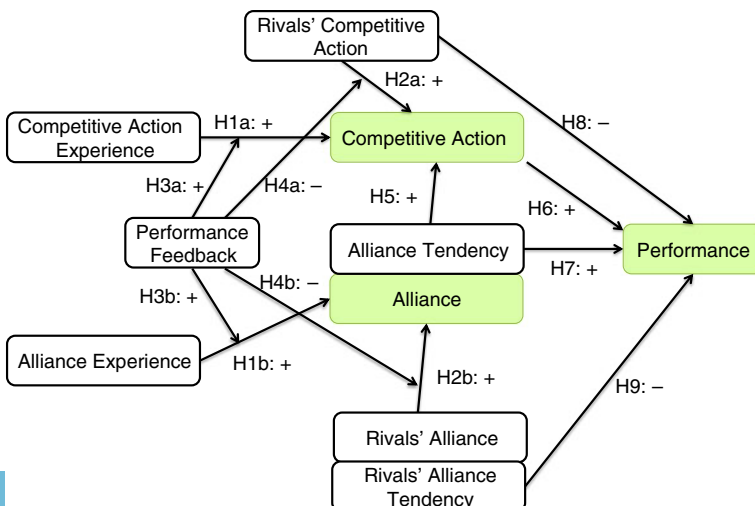 Rivals’ Competitive
Action
H2a: +
H1a: +
Competitive Action
Experience
Competitive Action
H8: –
H3a: +
H4a: –
H5: +
H6: +
Performance
Feedback
Alliance Tendency
Performance
H7: +
H4b: –
H3b: +
Alliance
Alliance Experience
H1b: +
H2b: +
H9: –
Rivals’ Alliance
Rivals’ Alliance
Tendency